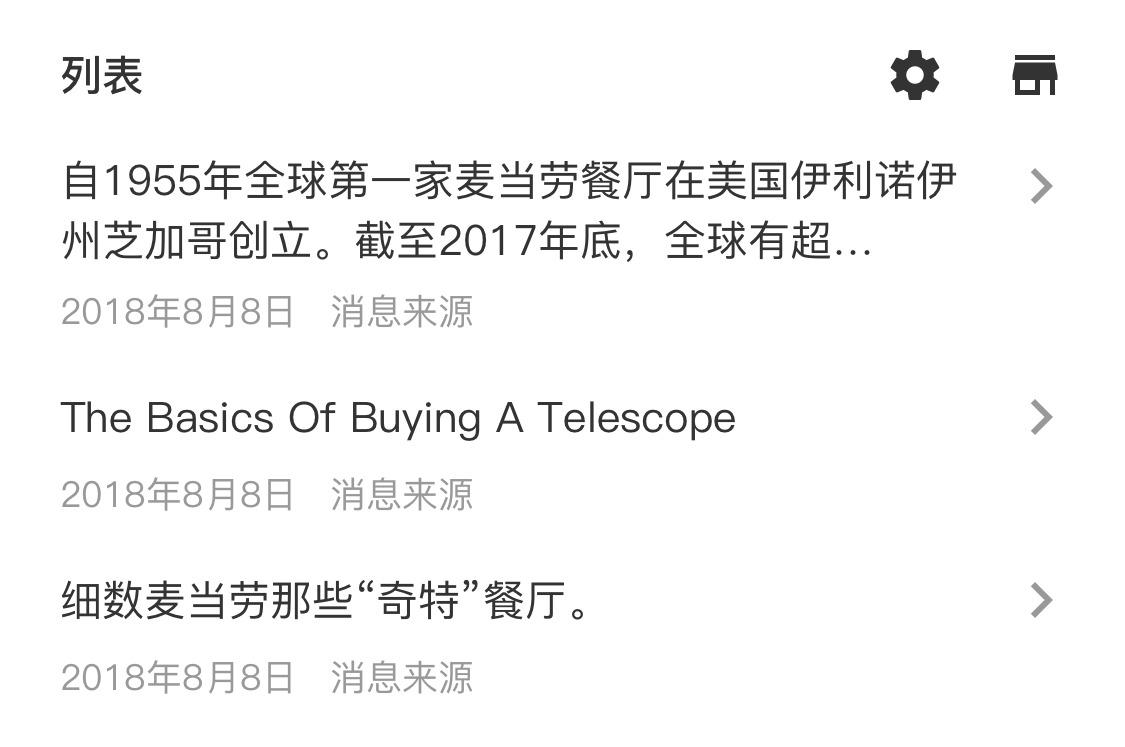 列表
自1955年全球第一家麦当劳餐厅在美国伊利诺伊
州芝加哥创立。截至2017年底，全球有超...
2018年8月8日 消息来源
The Basics Of Buying A Telescope
2018年8月8日 消息来源
细数麦当劳那些“奇特”餐厅。
2018年8月8日 消息来源